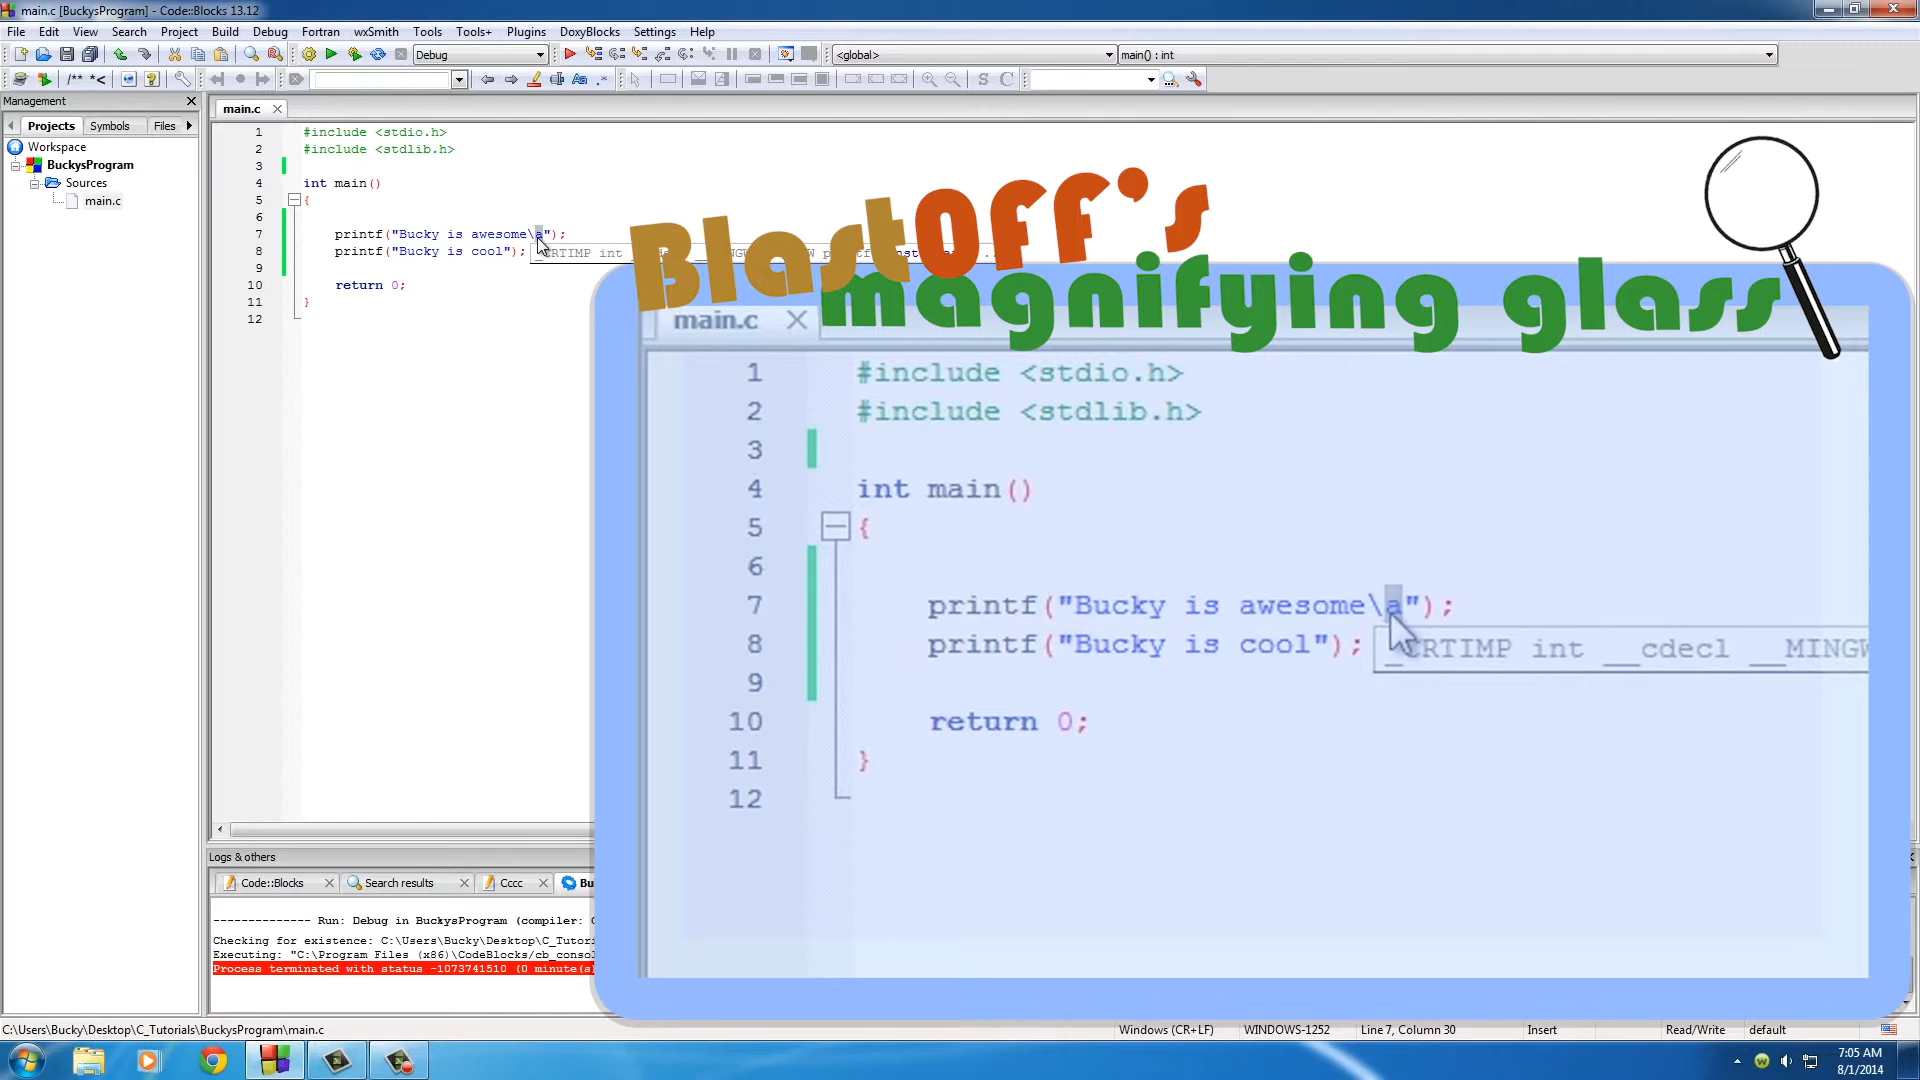 main.c [BuckysProgram] - Code::Blocks 13.12
File Edit View Search Project Build Debug Fortran wxSmith Tools Tools+ Plugins DoxyBlocks Settings Help
Debug <global> main() : int
/** *< Aa .* S C
Management
Projects Symbols Files
Workspace
BuckysProgram
Sources
main.c
main.c
1 #include <stdio.h>
2 #include <stdlib.h>
3
4 int main()
5 {
6
7 printf("Bucky is awesome\a");
8 printf("Bucky is cool");
9
10 return 0;
11 }
12
BlastOFF's
magnifying glass
main.c
1 #include <stdio.h>
2 #include <stdlib.h>
3
4 int main()
5 {
6
7 printf("Bucky is awesome\a");
8 printf("Bucky is cool"); _CRTIMP int __cdecl __MINGW
9
10 return 0;
11 }
12
Logs & others
Code::Blocks Search results Cccc Bu
-------------- Run: Debug in BuckysProgram (compiler:
Checking for existence: C:\Users\Bucky\Desktop\C_Tutori
Executing: "C:\Program Files (x86)\CodeBlocks/cb_consol
Process terminated with status -1073741510 (0 minute(s)
C:\Users\Bucky\Desktop\C_Tutorials\BuckysProgram\main.c Windows (CR+LF) WINDOWS-1252 Line 7, Column 30 Insert Read/Write default
7:05 AM
8/1/2014